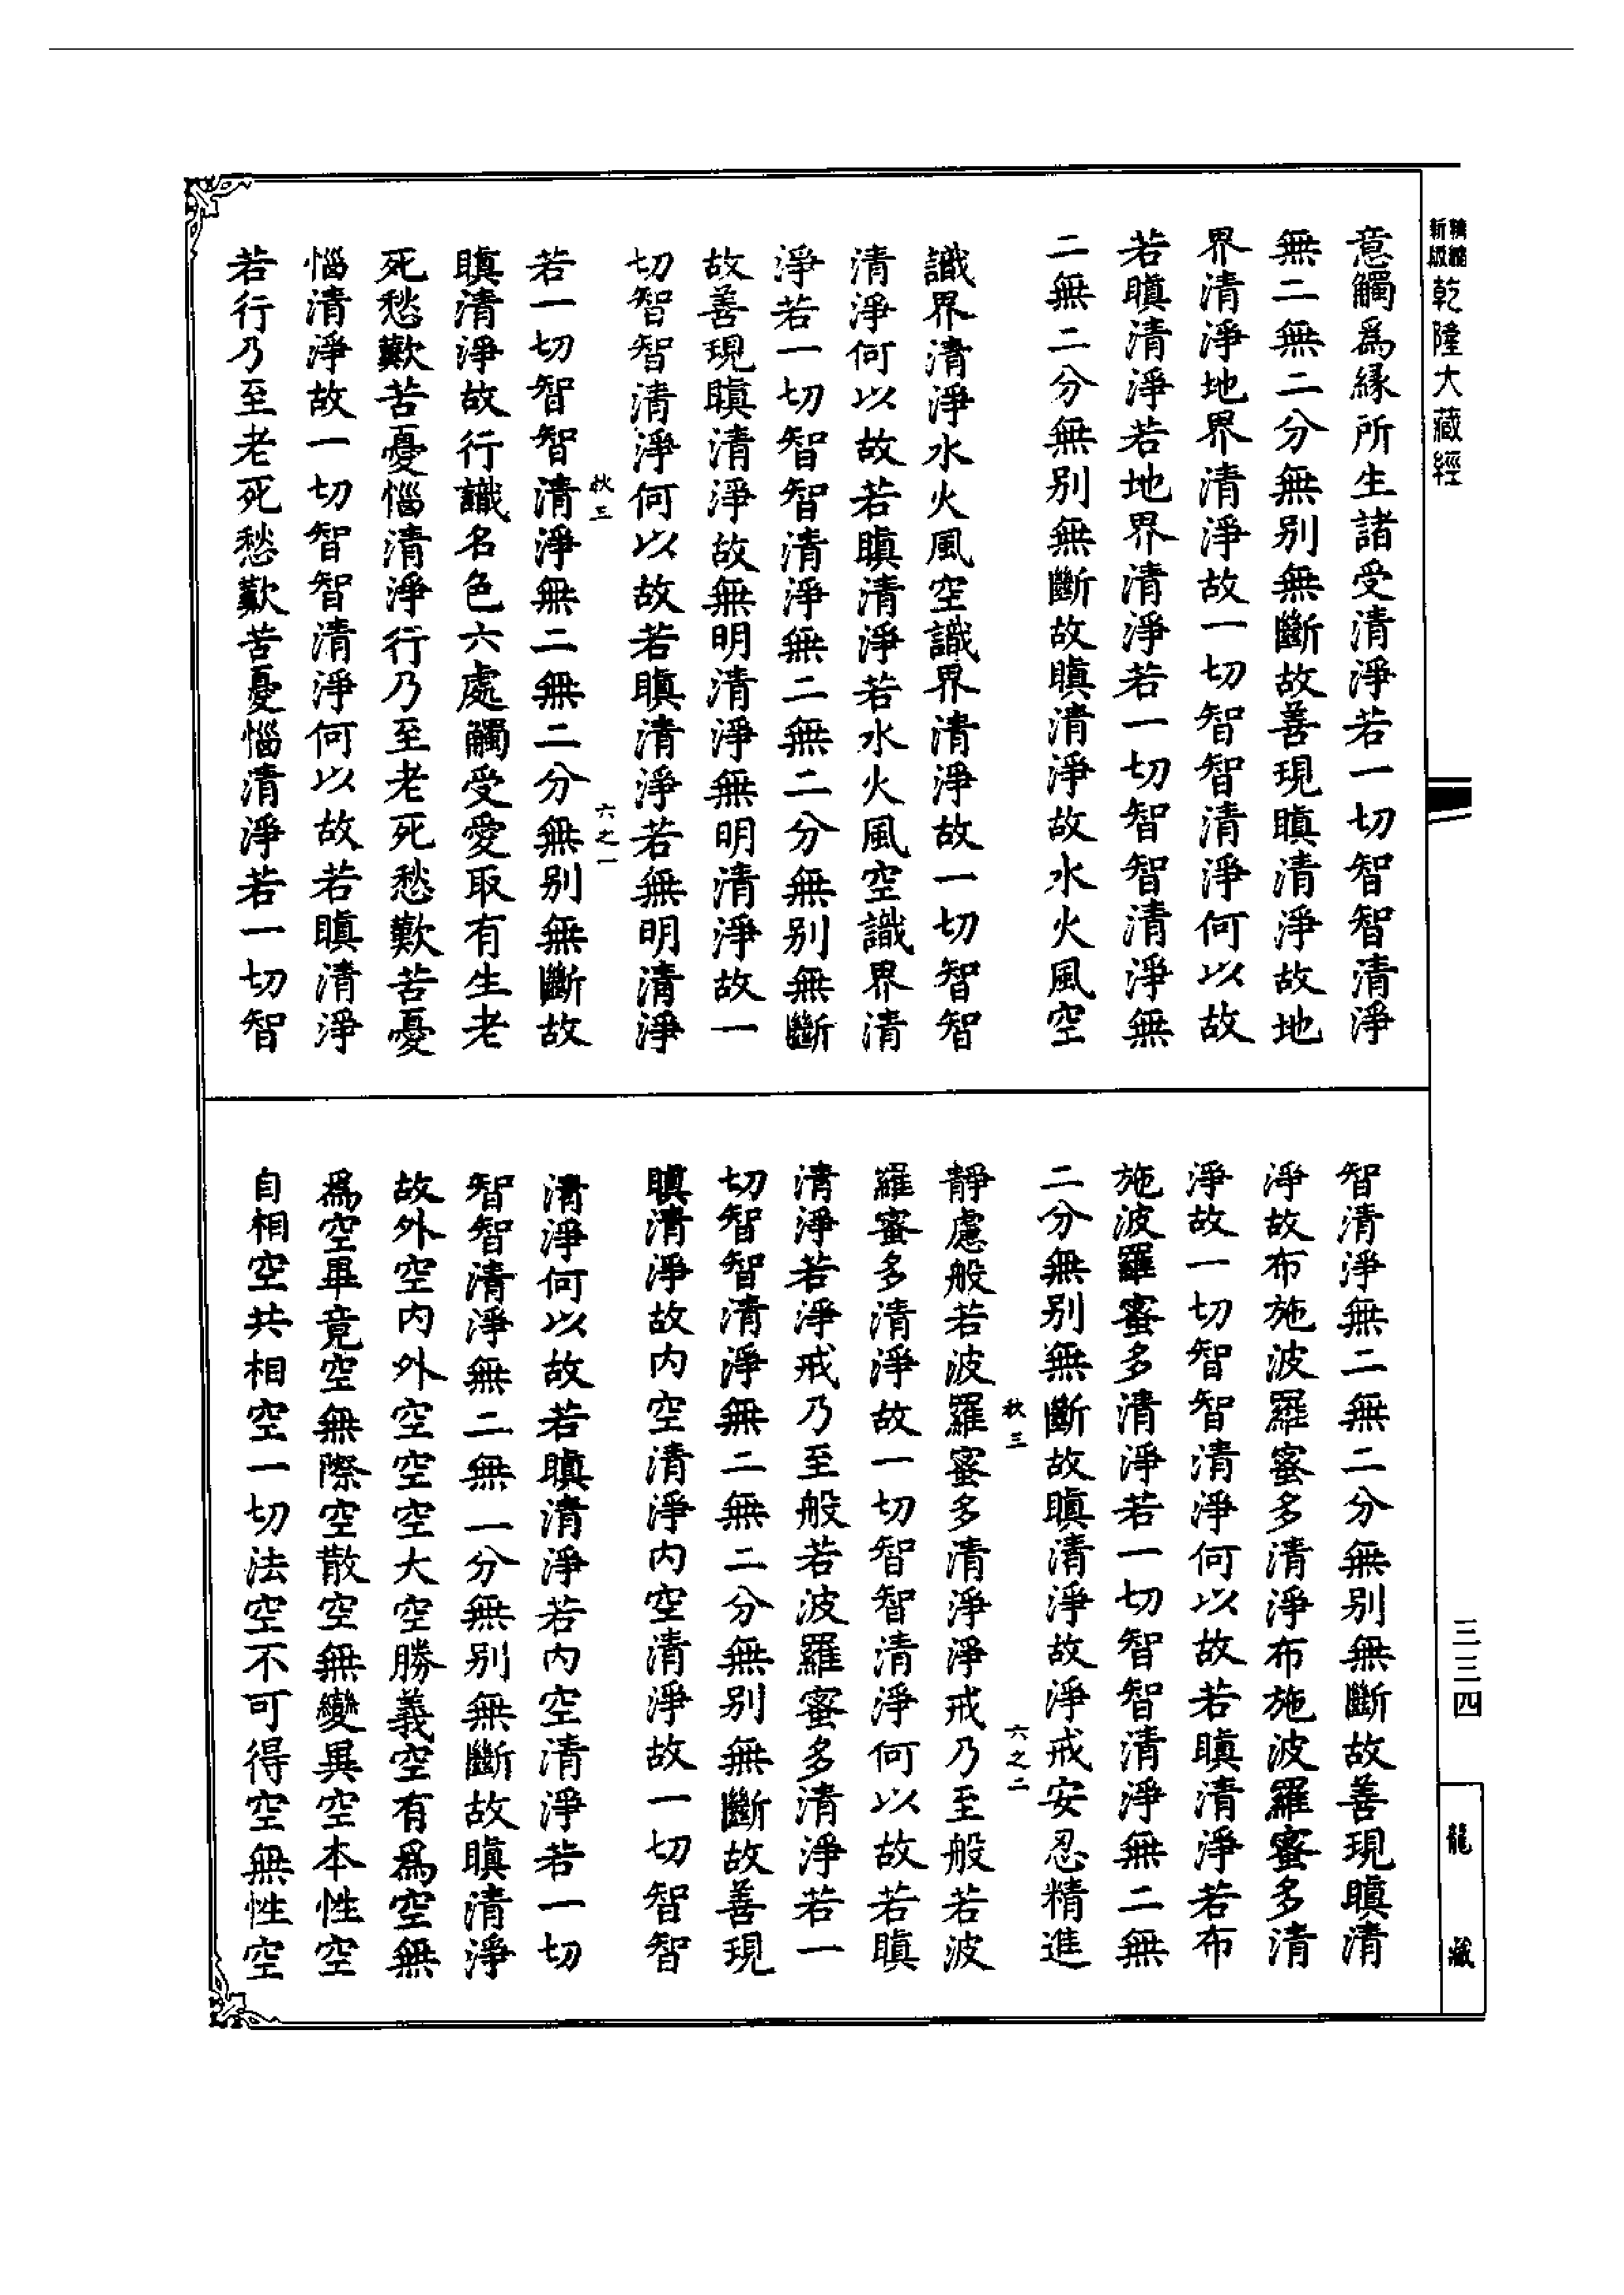 新版
乾隆大藏經
三三四
龍藏
意觸爲緣所生諸受清淨若一切智智清淨
無二無二分無别無斷故善現瞋清淨故地
界清淨地界清淨故一切智智清淨何以故
若瞋清淨若地界清淨若一切智智清淨無
二無二分無别無斷故瞋清淨故水火風空
識界清淨水火風空識界清淨故一切智智
清淨何以故若瞋清淨若水火風空識界清
淨若一切智智清淨無二無二分無别無斷
故善現瞋清淨故無明清淨無明清淨故一
切智智清淨何以故若瞋清淨若無明清淨
秋三 六之一
若一切智智清淨無二無二分無别無斷故
瞋清淨故行識名色六處觸受愛取有生老
死愁歎苦憂惱清淨行乃至老死愁歎苦憂
惱清淨故一切智智清淨何以故若瞋清淨
若行乃至老死愁歎苦憂惱清淨若一切智
智清淨無二無二分無别無斷故善現瞋清
淨故布施波羅蜜多清淨布施波羅蜜多清
淨故一切智智清淨何以故若瞋清淨若布
施波羅蜜多清淨若一切智智清淨無二無
二分無别無斷故瞋清淨故淨戒安忍精進
秋三 六之二
靜慮般若波羅蜜多清淨淨戒乃至般若波
羅蜜多清淨故一切智智清淨何以故若瞋
清淨若淨戒乃至般若波羅蜜多清淨若一
切智智清淨無二無二分無别無斷故善現
瞋清淨故内空清淨内空清淨故一切智智
清淨何以故若瞋清淨若内空清淨若一切
智智清淨無二無一分無别無斷故瞋清淨
故外空内外空空空大空勝義空有爲空無
爲空畢竟空無際空散空無變異空本性空
自相空共相空一切法空不可得空無性空